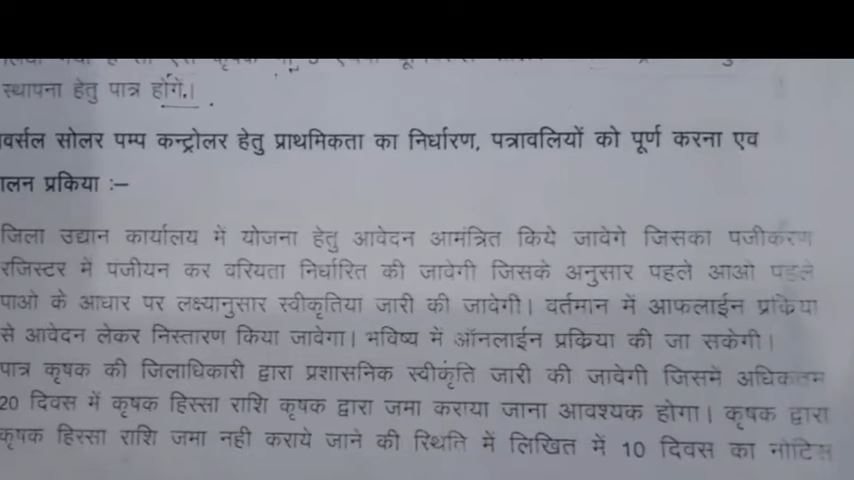 स्थापना हेतु पात्र होंगे।
वर्सल सोलर पम्प कन्ट्रोलर हेतु प्राथमिकता का निर्धारण, पत्रावलियों को पूर्ण करना एव
ालन प्रकिया :–
जिला उद्यान कार्यालय में योजना हेतु आवेदन आमंत्रित किये जावेगे जिसका पजीकरण
रजिस्टर में पंजीयन कर वरियता निर्धारित की जावेगी जिसके अनुसार पहले आओ पहले
पाओ के आधार पर लक्ष्यानुसार स्वीकृतिया जारी की जावेगी। वर्तमान में आफलाईन प्रक्रिया
से आवेदन लेकर निस्तारण किया जावेगा। भविष्य में ऑनलाईन प्रक्रिया की जा सकेगी।
पात्र कृषक की जिलाधिकारी द्वारा प्रशासनिक स्वीकृंति जारी की जावेगी जिसमें अधिकतम
20 दिवस में कृषक हिस्सा राशि कृषक द्वारा जमा कराया जाना आवश्यक होगा। कृषक द्वारा
कृषक हिस्सा राशि जमा नही कराये जाने की स्थिति में लिखित में 10 दिवस का नोटिस